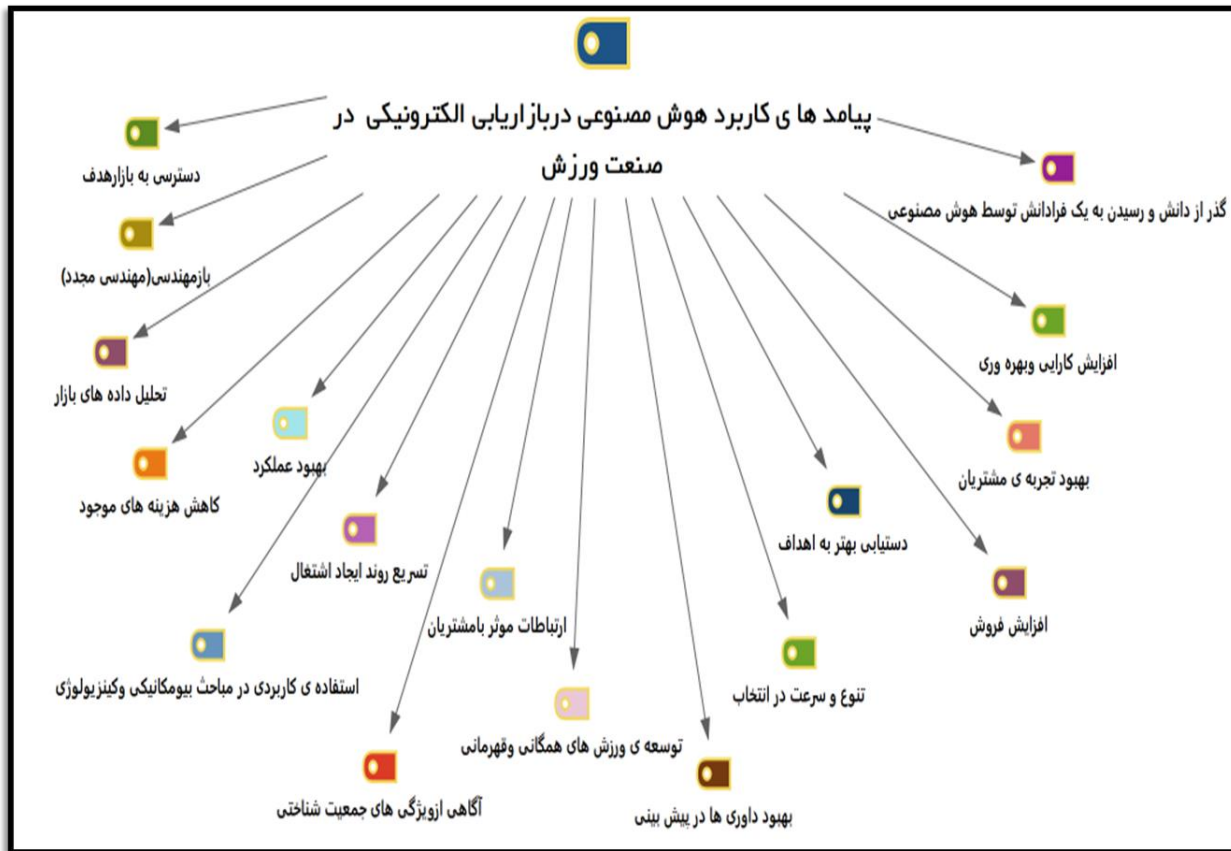 پیامد ها ی کاربرد هوش مصنوعی دربازاریابی الکترونیکی در
صنعت ورزش
گذر از دانش و رسیدن به یک فرادانش توسط هوش مصنوعی
دسترسی به بازارهدف
بازمهندسی(مهندسی مجدد)
افزایش کارایی وبهره وری
تحلیل داده های بازار
بهبود تجربه ی مشتریان
بهبود عملکرد
کاهش هزینه های موجود
دستیابی بهتر به اهداف
تسریع روند ایجاد اشتغال
افزایش فروش
ارتباطات موثر بامشتریان
استفاده ی کاربردی در مباحث بیومکانیکی وکینزیولوژی
تنوع و سرعت در انتخاب
توسعه ی ورزش های همگانی وقهرمانی
آگاهی ازویژگی های جمعیت شناختی
بهبود داوری ها در پیش بینی